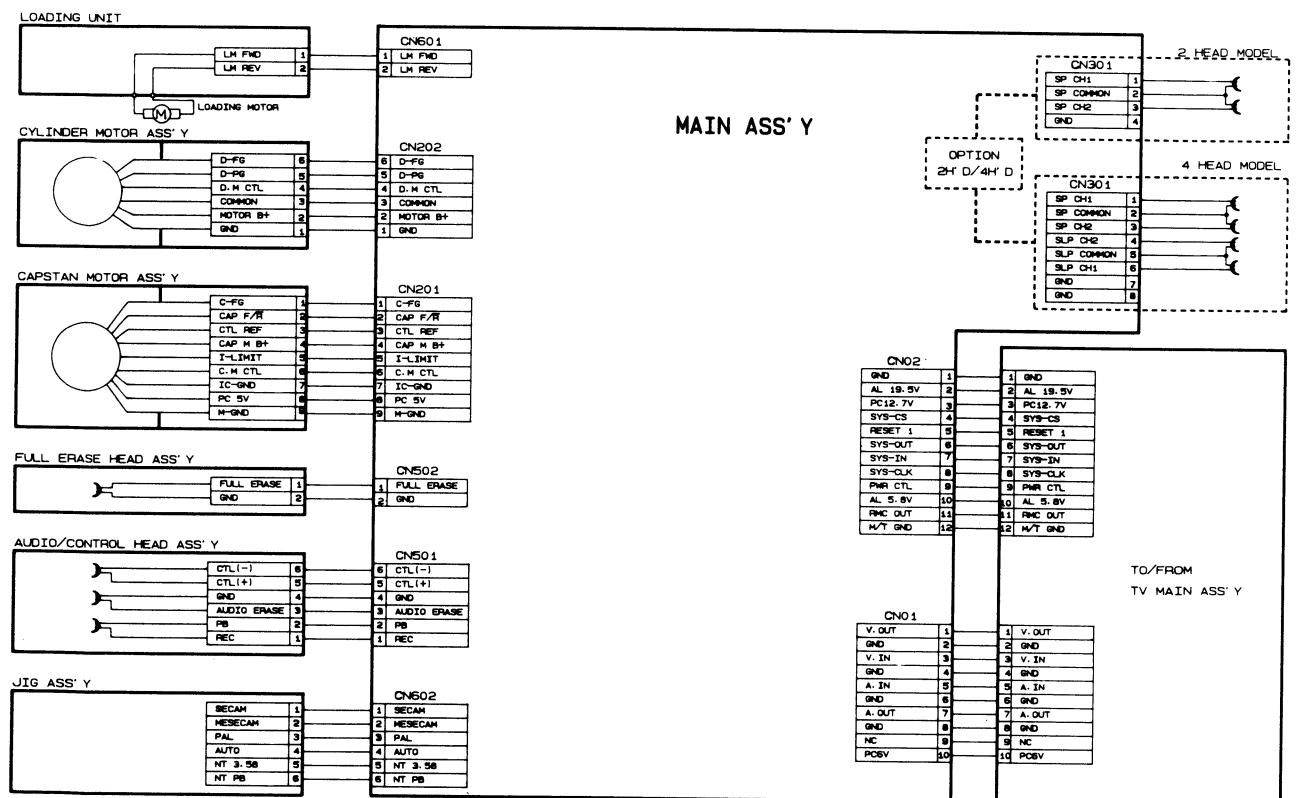 LOADING UNIT
LM FWD 1
LM REV 2
LOADING MOTOR
M
CN601
1 LM FWD
2 LM REV
CYLINDER MOTOR ASS'Y
D-FG 6
D-PG 5
D.M CTL 4
COMMON 3
MOTOR B+ 2
GND 1
CN202
6 D-FG
5 D-PG
4 D.M CTL
3 COMMON
2 MOTOR B+
1 GND
CAPSTAN MOTOR ASS'Y
C-FG 1
CAP F/R̅ 2
CTL REF 3
CAP M B+ 4
I-LIMIT 5
C.M CTL 6
IC-GND 7
PC 5V 8
M-GND 9
CN201
1 C-FG
2 CAP F/R̅
3 CTL REF
4 CAP M B+
5 I-LIMIT
6 C.M CTL
7 IC-GND
8 PC 5V
9 M-GND
FULL ERASE HEAD ASS'Y
FULL ERASE 1
GND 2
CN502
1 FULL ERASE
2 GND
AUDIO/CONTROL HEAD ASS'Y
CTL(-) 6
CTL(+) 5
GND 4
AUDIO ERASE 3
PB 2
REC 1
CN501
6 CTL(-)
5 CTL(+)
4 GND
3 AUDIO ERASE
2 PB
1 REC
JIG ASS'Y
SECAM 1
MESECAM 2
PAL 3
AUTO 4
NT 3.58 5
NT PB 6
CN602
1 SECAM
2 MESECAM
3 PAL
4 AUTO
5 NT 3.58
6 NT PB
MAIN ASS'Y
OPTION
2H'D/4H'D
2 HEAD MODEL
CN301
SP CH1 1
SP COMMON 2
SP CH2 3
GND 4
4 HEAD MODEL
CN301
SP CH1 1
SP COMMON 2
SP CH2 3
SLP CH2 4
SLP COMMON 5
SLP CH1 6
GND 7
GND 8
CN02
GND 1
AL 19.5V 2
PC12.7V 3
SYS-CS 4
RESET 1 5
SYS-OUT 6
SYS-IN 7
SYS-CLK 8
PWR CTL 9
AL 5.8V 10
RMC OUT 11
M/T GND 12
1 GND
2 AL 19.5V
3 PC12.7V
4 SYS-CS
5 RESET 1
6 SYS-OUT
7 SYS-IN
8 SYS-CLK
9 PWR CTL
10 AL 5.8V
11 RMC OUT
12 M/T GND
TO/FROM
TV MAIN ASS'Y
CN01
V.OUT 1
GND 2
V.IN 3
GND 4
A.IN 5
GND 6
A.OUT 7
GND 8
NC 9
PC6V 10
1 V.OUT
2 GND
3 V.IN
4 GND
5 A.IN
6 GND
7 A.OUT
8 GND
9 NC
10 PC6V